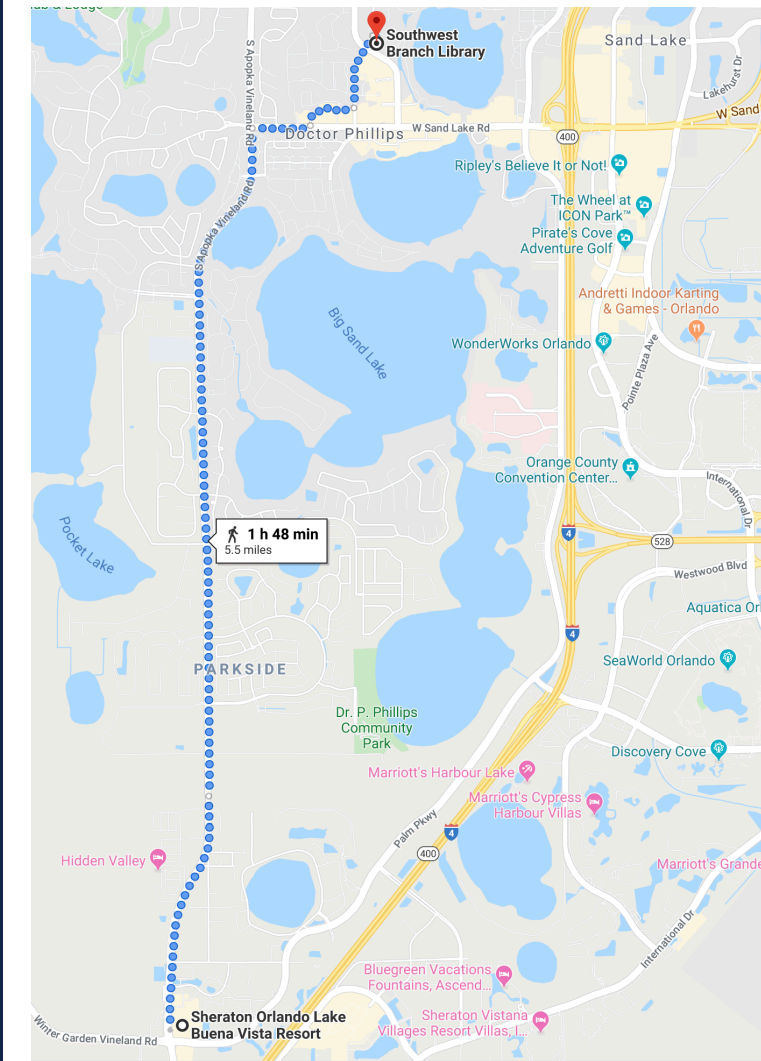 Southwest
Branch Library
Sand Lake
S Apopka Vineland Rd
Lakehurst Dr
W Sand
Doctor Phillips
W Sand Lake Rd
400
Ripley's Believe It or Not!
The Wheel at
ICON Park™
Pirate's Cove
Adventure Golf
S Apopka Vineland Rd
Andretti Indoor Karting
& Games - Orlando
Big Sand Lake
WonderWorks Orlando
Pointe Plaza Ave
Orange County
Convention Center...
International Dr
Pocket Lake
1 h 48 min
5.5 miles
4
528
Westwood Blvd
Aquatica Or
4
SeaWorld Orlando
PARKSIDE
Dr. P. Phillips
Community
Park
Discovery Cove
Marriott's Harbour Lake
Marriott's Cypress
Harbour Villas
Palm Pkwy
4
400
Hidden Valley
Marriott's Grande
International Dr
Bluegreen Vacations
Fountains, Ascend...
Sheraton Orlando Lake
Buena Vista Resort
Sheraton Vistana
Villages Resort Villas, I...
Winter Garden Vineland Rd